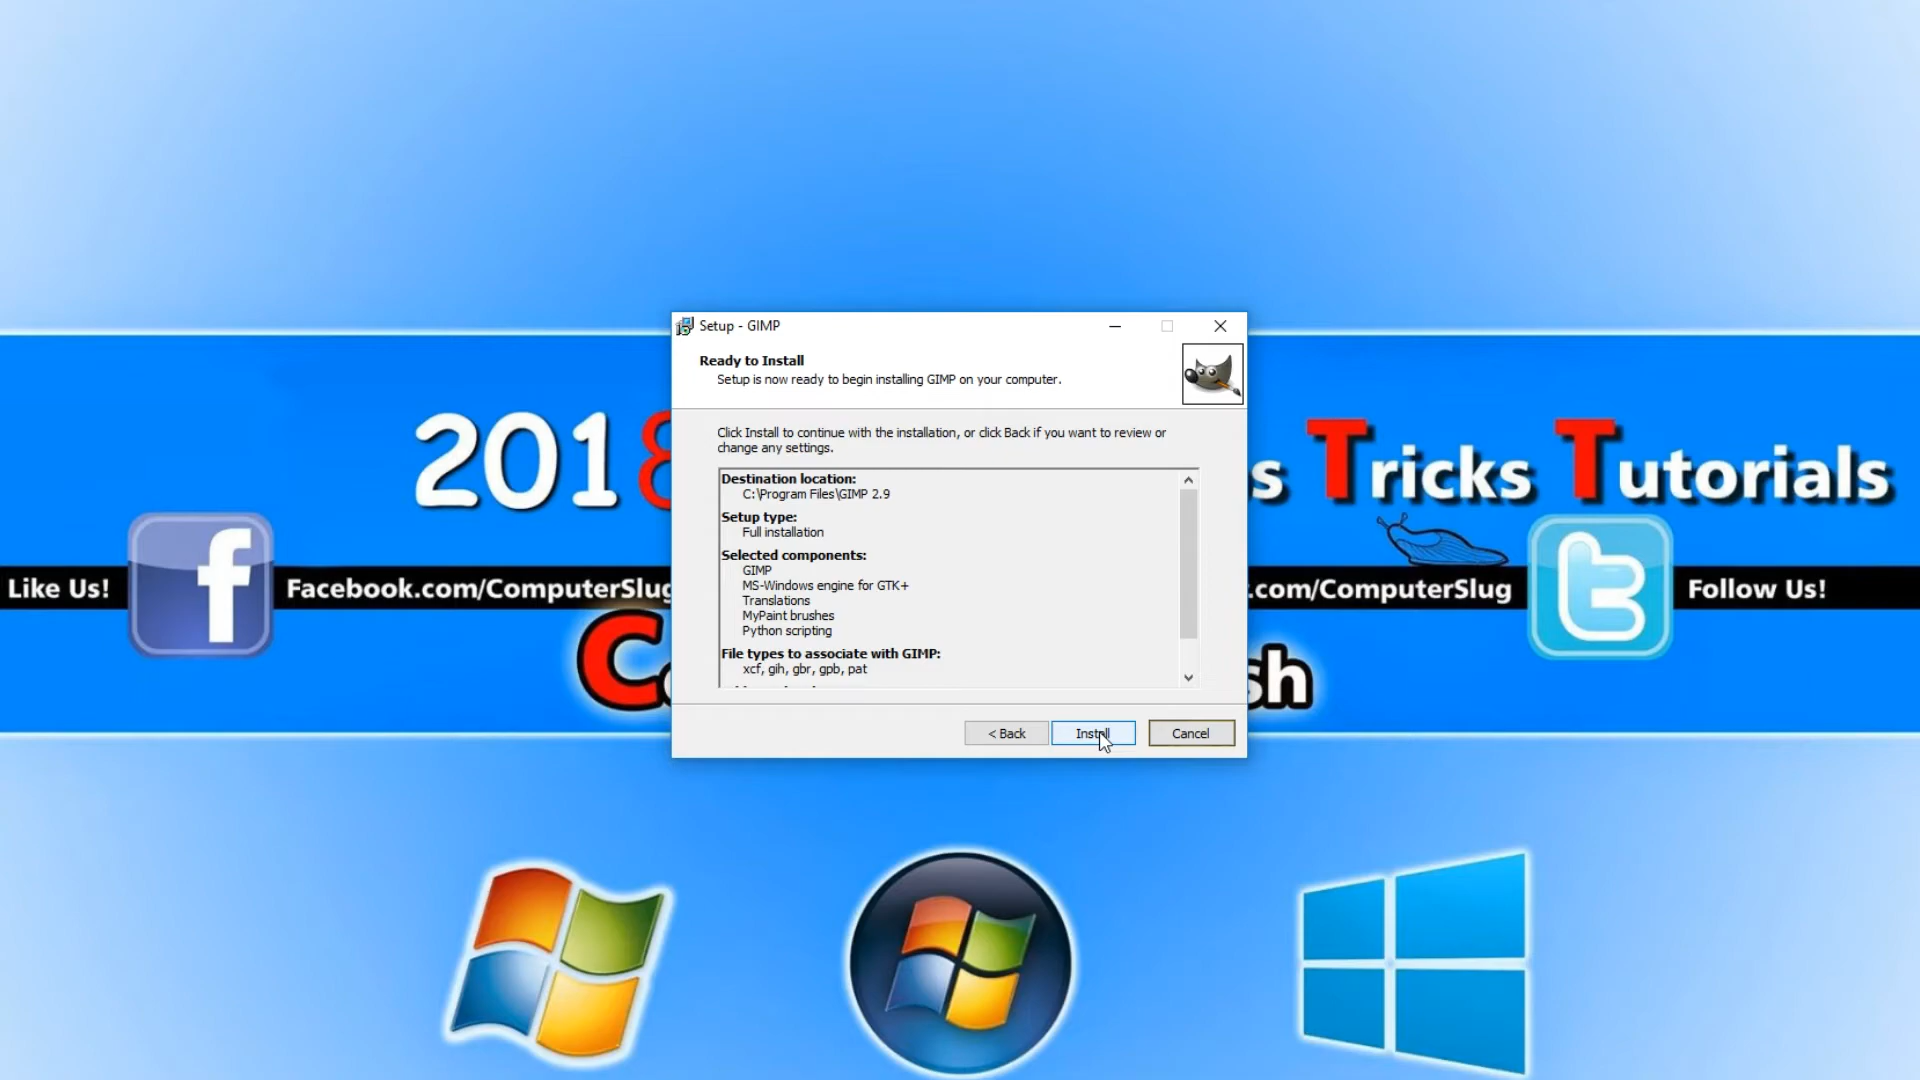 Setup - GIMP
Ready to Install
Setup is now ready to begin installing GIMP on your computer.
Click Install to continue with the installation, or click Back if you want to review or
change any settings.
Destination location:
C:\Program Files\GIMP 2.9
Setup type:
Full installation
Selected components:
GIMP
MS-Windows engine for GTK+
Translations
MyPaint brushes
Python scripting
File types to associate with GIMP:
xcf, gih, gbr, gpb, pat
< Back
Install
Cancel
2018
s Tricks Tutorials
Like Us!
Facebook.com/ComputerSlug
.com/ComputerSlug
Follow Us!